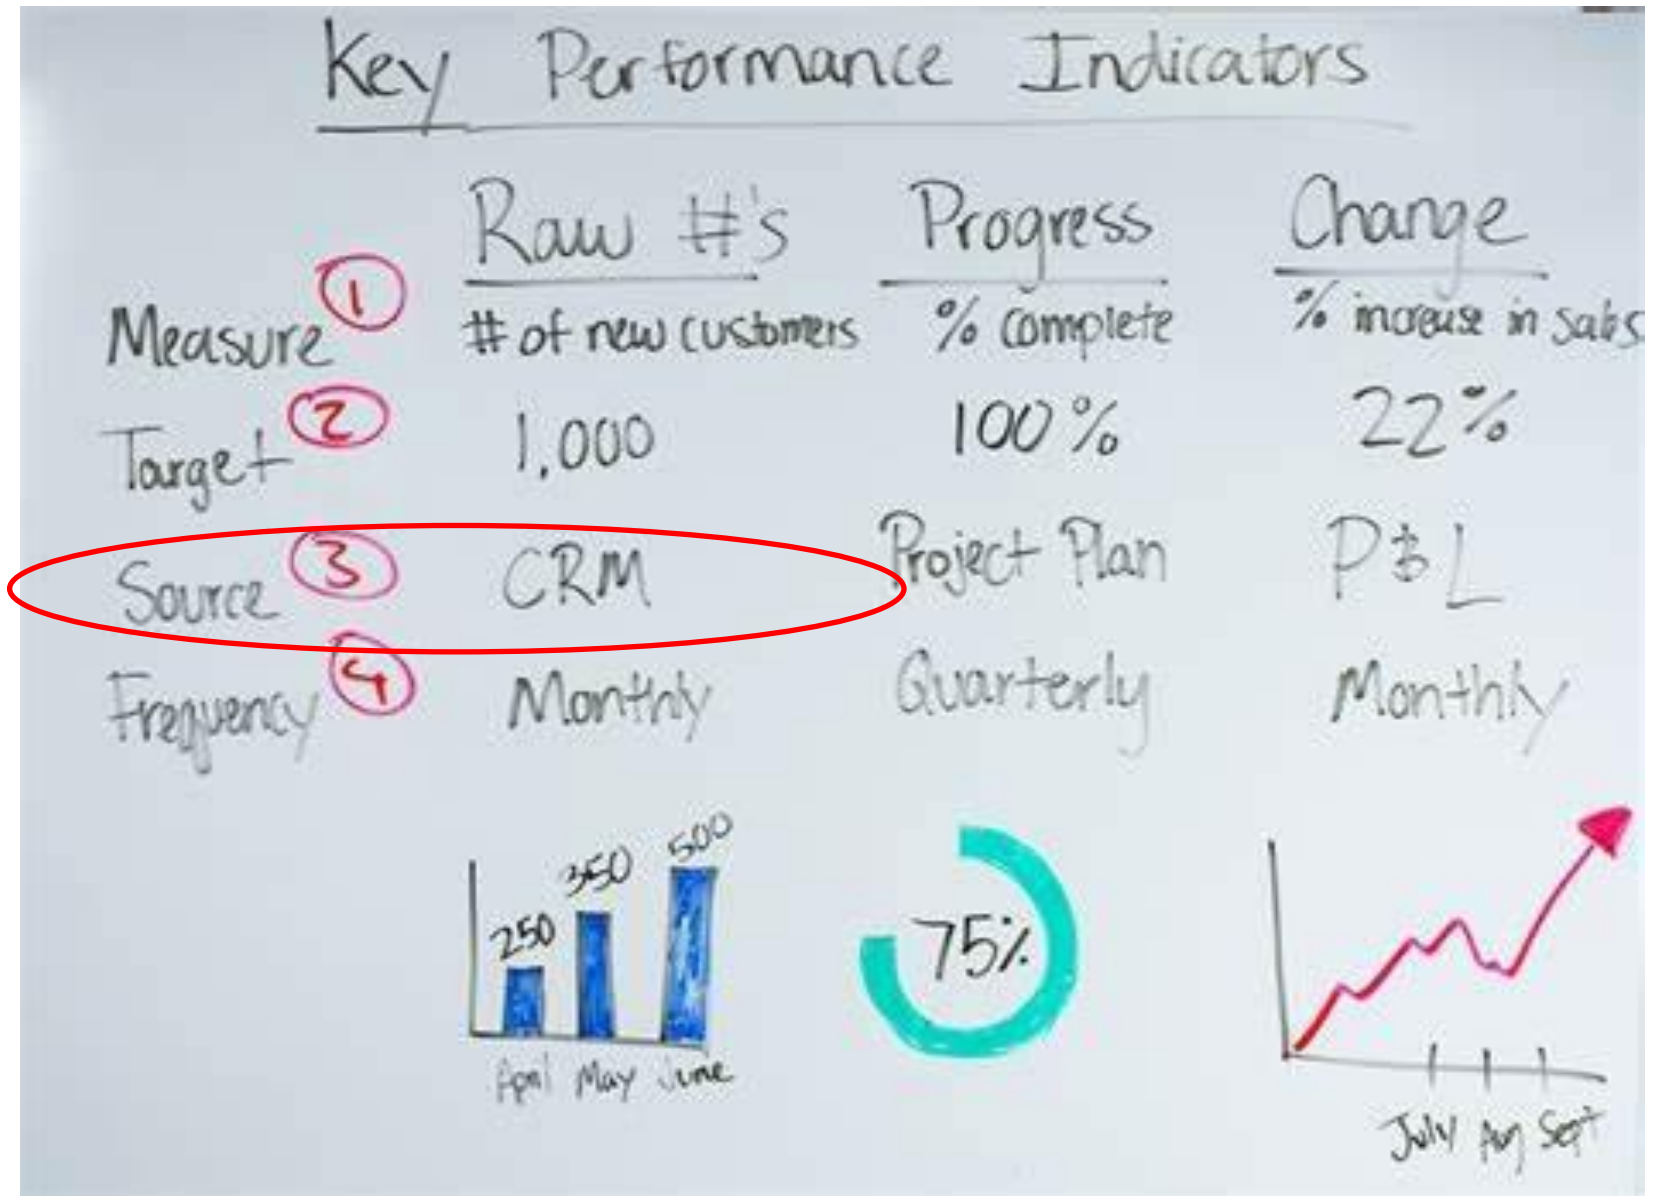 Key Performance Indicators
Raw #'s Progress Change
Measure 1 # of new customers % complete % increase in sales
Target 2 1,000 100% 22%
Source 3 CRM Project Plan P&L
Frequency 4 Monthly Quarterly Monthly
250 350 500
75%
April May June
July Aug Sept